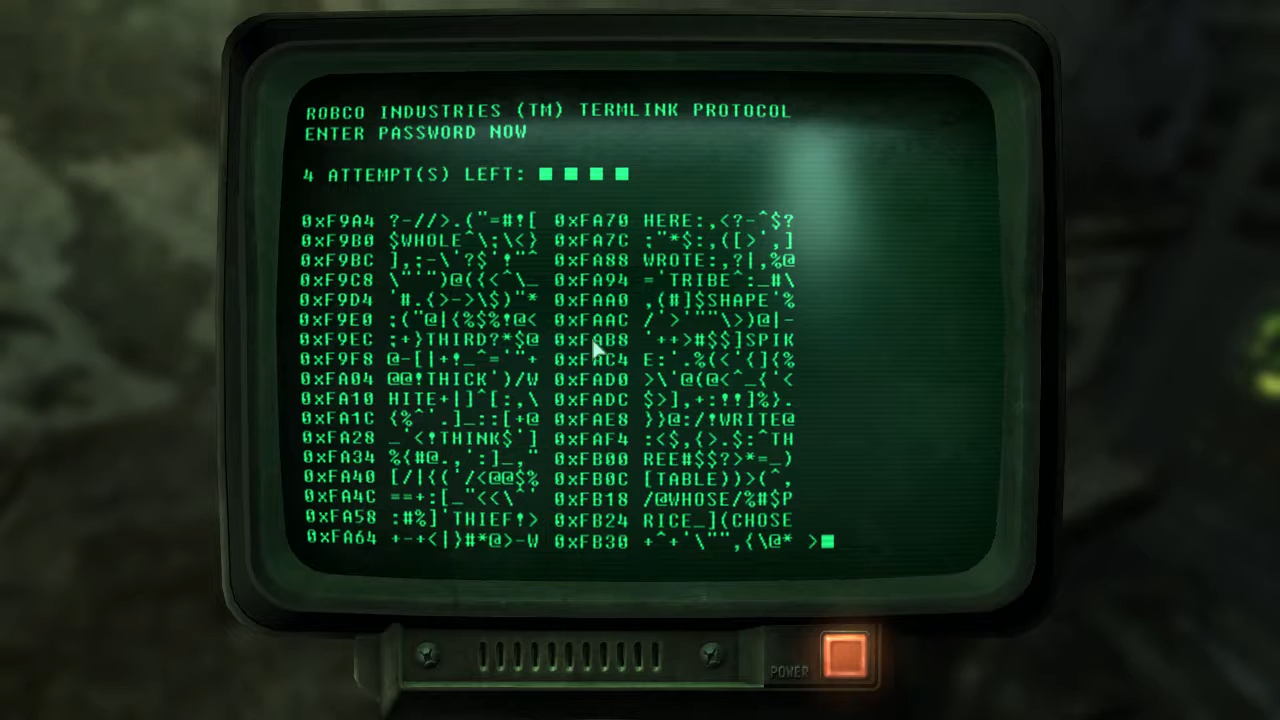 ROBCO INDUSTRIES (TM) TERMLINK PROTOCOL
ENTER PASSWORD NOW
4 ATTEMPT(S) LEFT: ■ ■ ■ ■
0xF9A4 ?-//>.("=#![ 0xFA70 HERE:,<?-^$?
0xF9B0 $WHOLE^\;\<} 0xFA7C ;"*$:,([>',]
0xF9BC ],:-\'?$'!"^ 0xFA88 WROTE:,?|,%@
0xF9C8 \"'")@({<^\_ 0xFA94 ='TRIBE^:_#\
0xF9D4 '#.{>->\$)"* 0xFAA0 ,(#]$SHAPE'%
0xF9E0 :("@|{%$%!@< 0xFAAC /'>'""\>)@|-
0xF9EC ;+}THIRD?*$@ 0xFAB8 '++>#$$]SPIK
0xF9F8 @-[|+!_^='"+ 0xFAC4 E:'.%(<'{]{%
0xFA04 @@!THICK')/W 0xFAD0 >\'@(@<^_{'<
0xFA10 HITE+|]^[:,\ 0xFADC $>],+:!!]%}.
0xFA1C {%^'.]_::[+@ 0xFAE8 }}@:/!WRITE@
0xFA28 _'<!THINK$'] 0xFAF4 :<$,{>.$:^TH
0xFA34 %{#@.,':]_," 0xFB00 REE#$$?>*=_)
0xFA40 [/|{('/<@@$% 0xFB0C [TABLE))>(^,
0xFA4C ==+:[_"<<\^' 0xFB18 /@WHOSE/%#$P
0xFA58 :#%]'THIEF!> 0xFB24 RICE_](CHOSE
0xFA64 +-+<|}#*@>-W 0xFB30 +^+'\"",{\@* >■
POWER